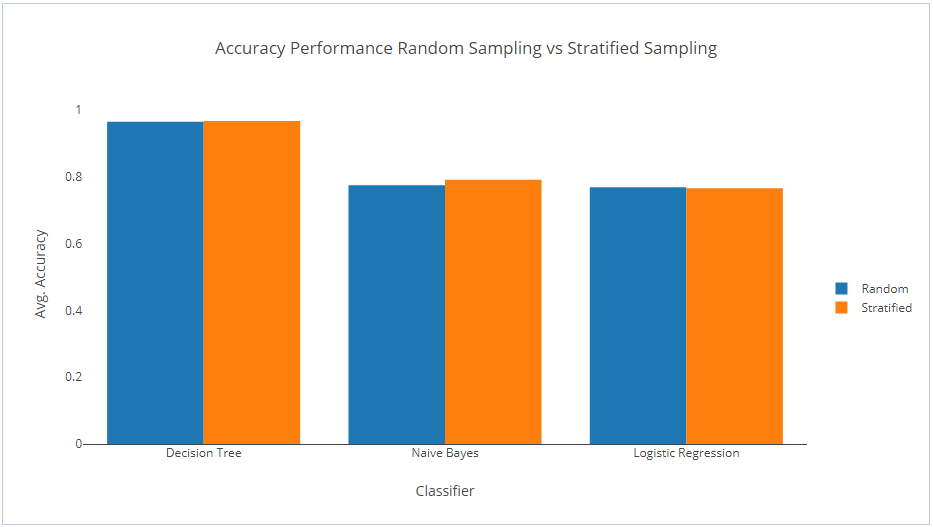 Accuracy Performance Random Sampling vs Stratified Sampling
1
0.8
0.6
0.4
0.2
0
Avg. Accuracy
Decision Tree
Naive Bayes
Logistic Regression
Classifier
Random
Stratified